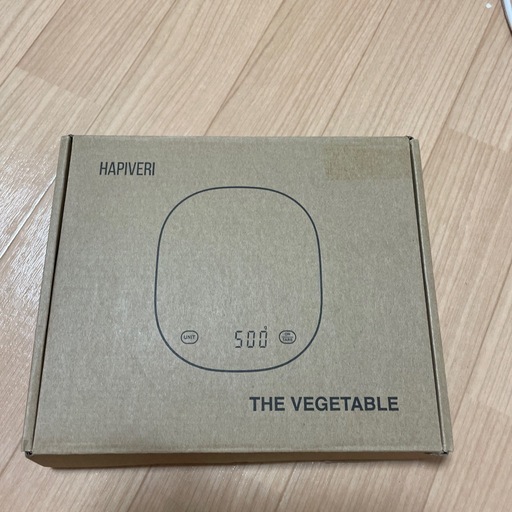 HAPIVERI
UNIT
500
ON
TARE
THE VEGETABLE